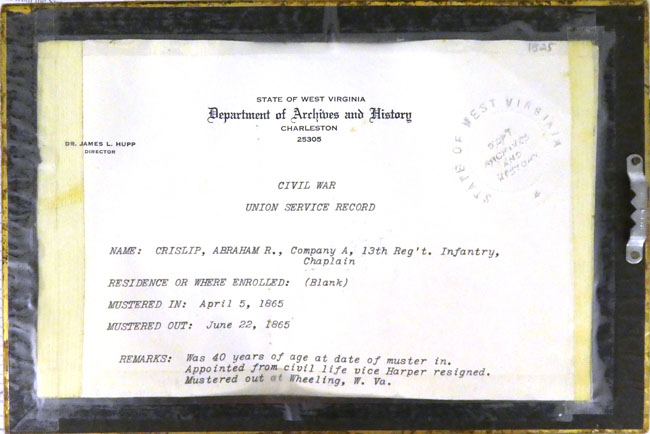 1825
STATE OF WEST VIRGINIA
Department of Archives and History
CHARLESTON
25305
DR. JAMES L. HUPP
DIRECTOR
STATE OF WEST VIRGINIA
DEPT
ARCHIVES
AND
HISTORY
CIVIL WAR
UNION SERVICE RECORD
NAME: CRISLIP, ABRAHAM R., Company A, 13th Reg't. Infantry,
Chaplain
RESIDENCE OR WHERE ENROLLED: (Blank)
MUSTERED IN: April 5, 1865
MUSTERED OUT: June 22, 1865
REMARKS: Was 40 years of age at date of muster in.
Appointed from civil life vice Harper resigned.
Mustered out at Wheeling, W. Va.